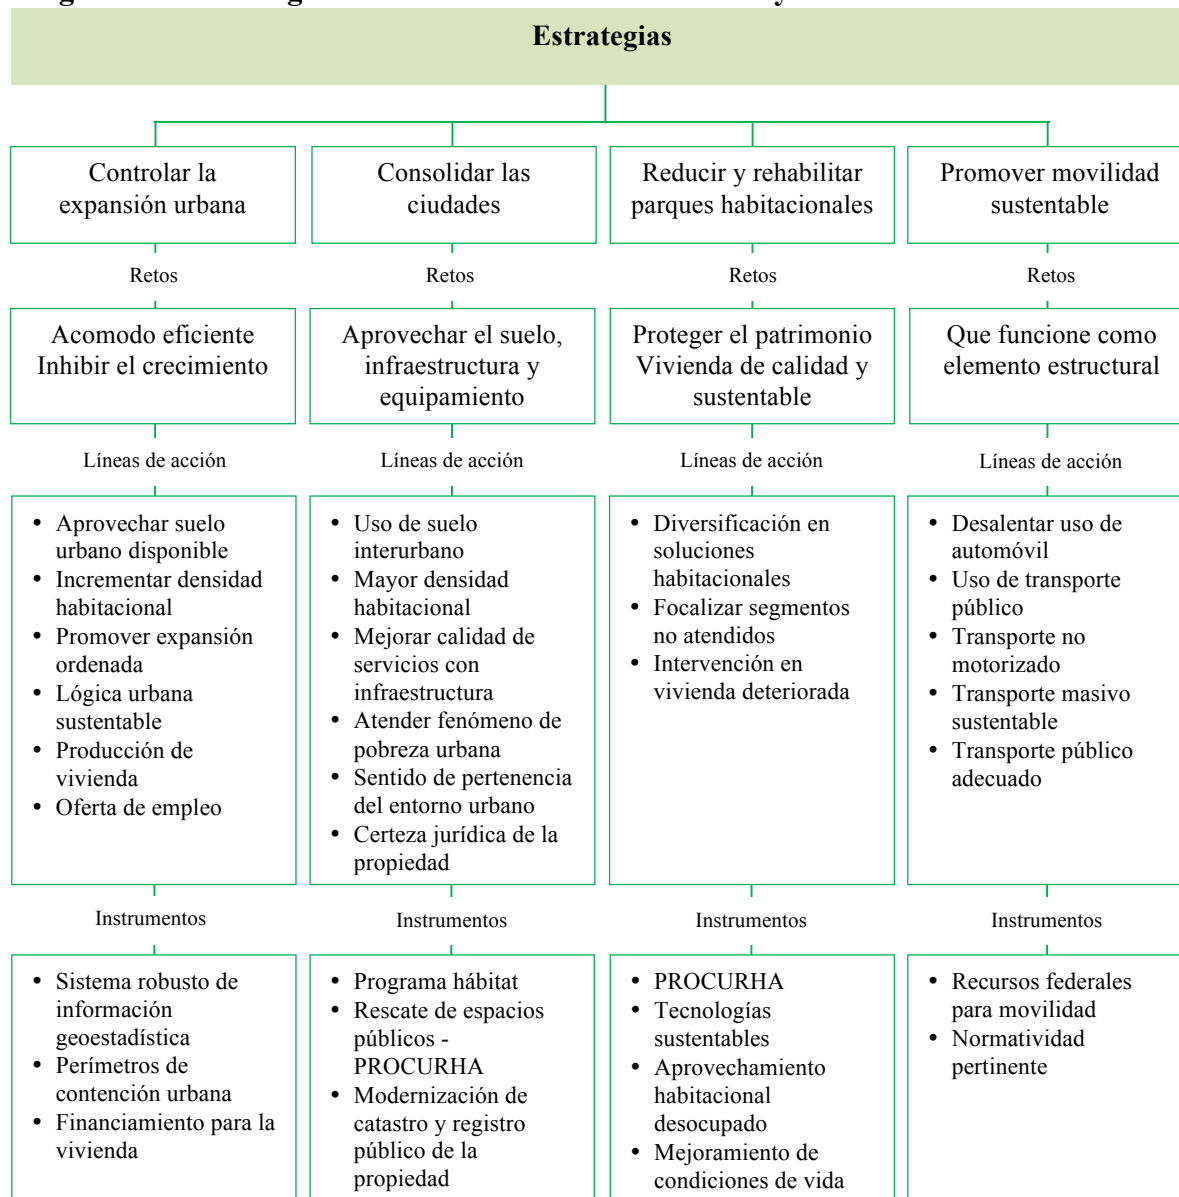 Estrategias
Controlar la
expansión urbana
Consolidar las
ciudades
Reducir y rehabilitar
parques habitacionales
Promover movilidad
sustentable
Retos
Retos
Retos
Retos
Acomodo eficiente
Inhibir el crecimiento
Aprovechar el suelo,
infraestructura y
equipamiento
Proteger el patrimonio
Vivienda de calidad y
sustentable
Que funcione como
elemento estructural
Líneas de acción
Líneas de acción
Líneas de acción
Líneas de acción
• Aprovechar suelo
urbano disponible
• Incrementar densidad
habitacional
• Promover expansión
ordenada
• Lógica urbana
sustentable
• Producción de
vivienda
• Oferta de empleo
• Uso de suelo
interurbano
• Mayor densidad
habitacional
• Mejorar calidad de
servicios con
infraestructura
• Atender fenómeno de
pobreza urbana
• Sentido de pertenencia
del entorno urbano
• Certeza jurídica de la
propiedad
• Diversificación en
soluciones
habitacionales
• Focalizar segmentos
no atendidos
• Intervención en
vivienda deteriorada
• Desalentar uso de
automóvil
• Uso de transporte
público
• Transporte no
motorizado
• Transporte masivo
sustentable
• Transporte público
adecuado
Instrumentos
Instrumentos
Instrumentos
Instrumentos
• Sistema robusto de
información
geoestadística
• Perímetros de
contención urbana
• Financiamiento para la
vivienda
• Programa hábitat
• Rescate de espacios
públicos -
PROCURHA
• Modernización de
catastro y registro
público de la
propiedad
• PROCURHA
• Tecnologías
sustentables
• Aprovechamiento
habitacional
desocupado
• Mejoramiento de
condiciones de vida
• Recursos federales
para movilidad
• Normatividad
pertinente